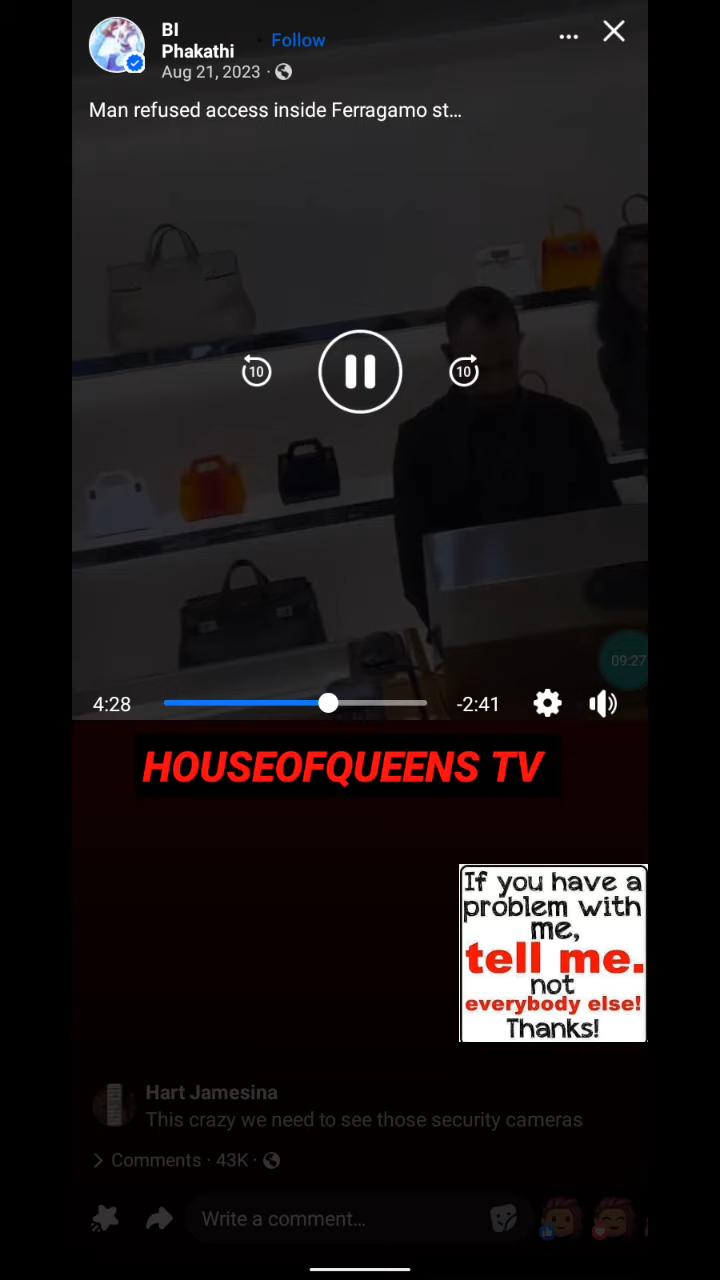 BI
Phakathi
· Follow
Aug 21, 2023 ·
Man refused access inside Ferragamo st...
10
10
09:27
4:28
-2:41
HOUSEOFQUEENS TV
If you have a
problem with
me,
tell me.
not
everybody else!
Thanks!
Hart Jamesina
This crazy we need to see those security cameras
Comments · 43K ·
Write a comment...